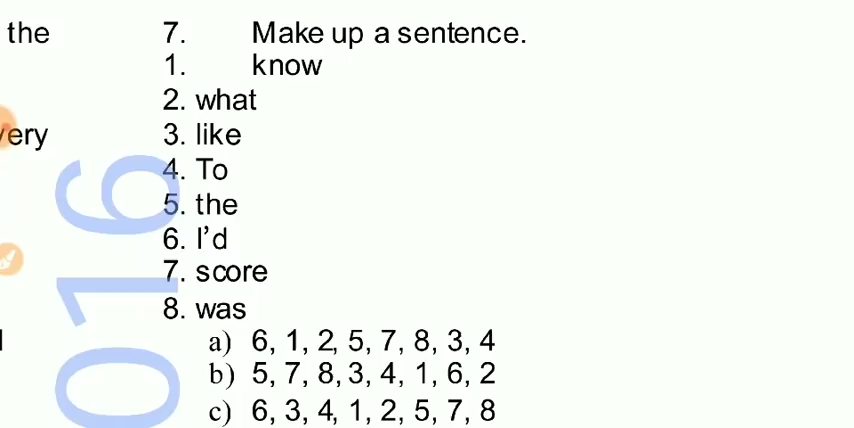 the
very
7. Make up a sentence.
1. know
2. what
3. like
4. To
5. the
6. I'd
7. score
8. was
a) 6, 1, 2, 5, 7, 8, 3, 4
b) 5, 7, 8, 3, 4, 1, 6, 2
c) 6, 3, 4, 1, 2, 5, 7, 8
016